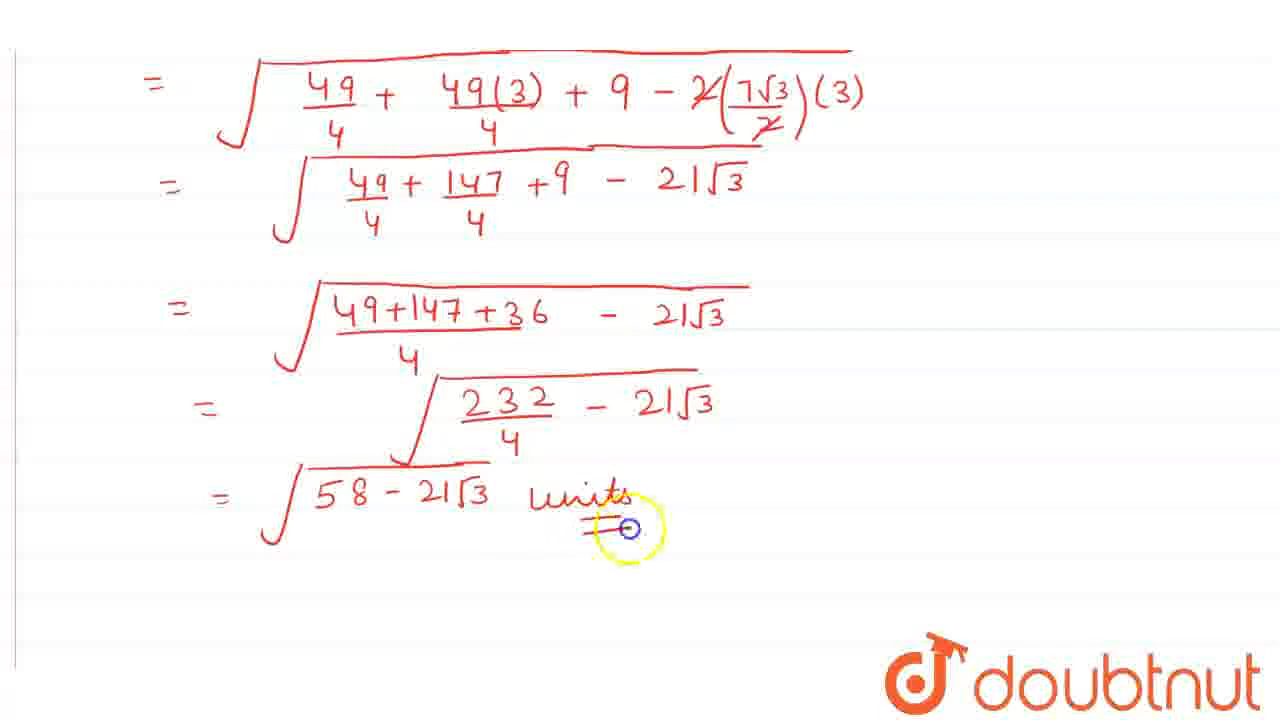 = √(49/4 + 49(3)/4 + 9 - 2(7√3/2)(3))
= √(49/4 + 147/4 + 9 - 21√3)
= √((49+147+36)/4 - 21√3)
= √(232/4 - 21√3)
= √(58 - 21√3) units
doubtnut